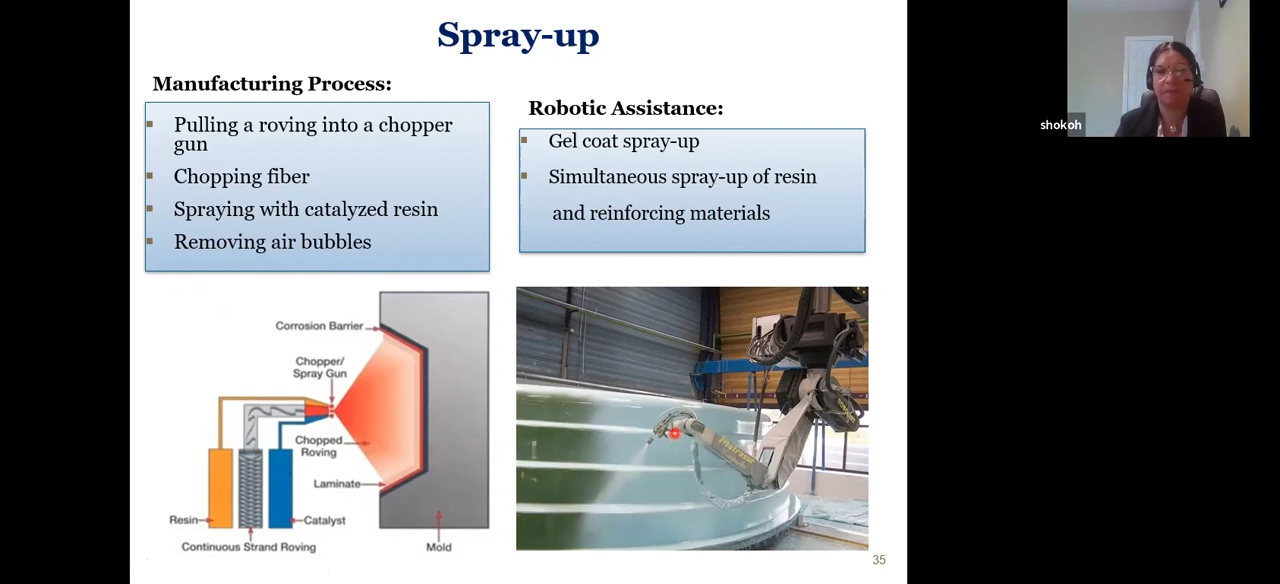 Spray-up
Manufacturing Process:
Pulling a roving into a chopper
gun
Chopping fiber
Spraying with catalyzed resin
Removing air bubbles
Robotic Assistance:
Gel coat spray-up
Simultaneous spray-up of resin
and reinforcing materials
Corrosion Barrier
Chopper/
Spray Gun
Chopped
Roving
Laminate
Resin
Catalyst
Continuous Strand Roving
Mold
35
shokoh